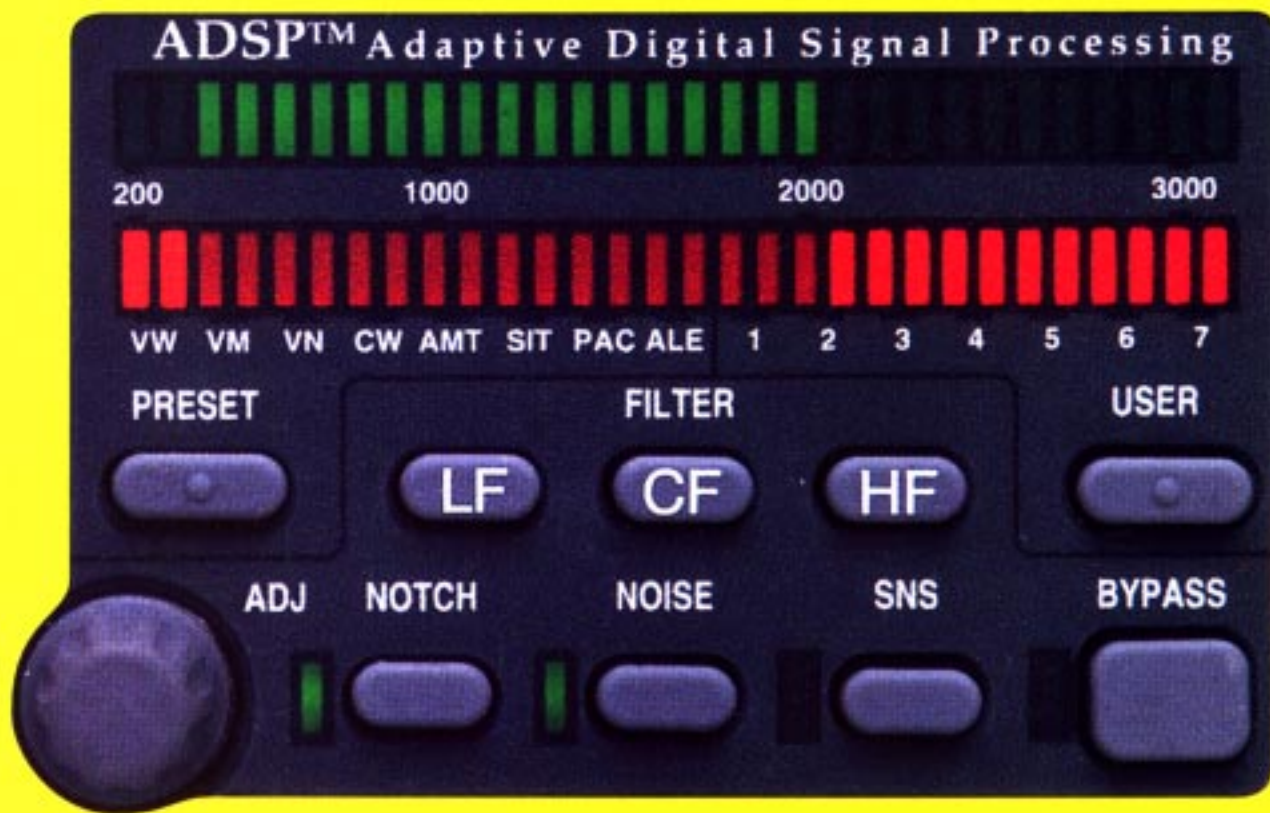 ADSP™ Adaptive Digital Signal Processing
200 1000 2000 3000
VW VM VN CW AMT SIT PAC ALE 1 2 3 4 5 6 7
PRESET FILTER USER
LF CF HF
ADJ NOTCH NOISE SNS BYPASS